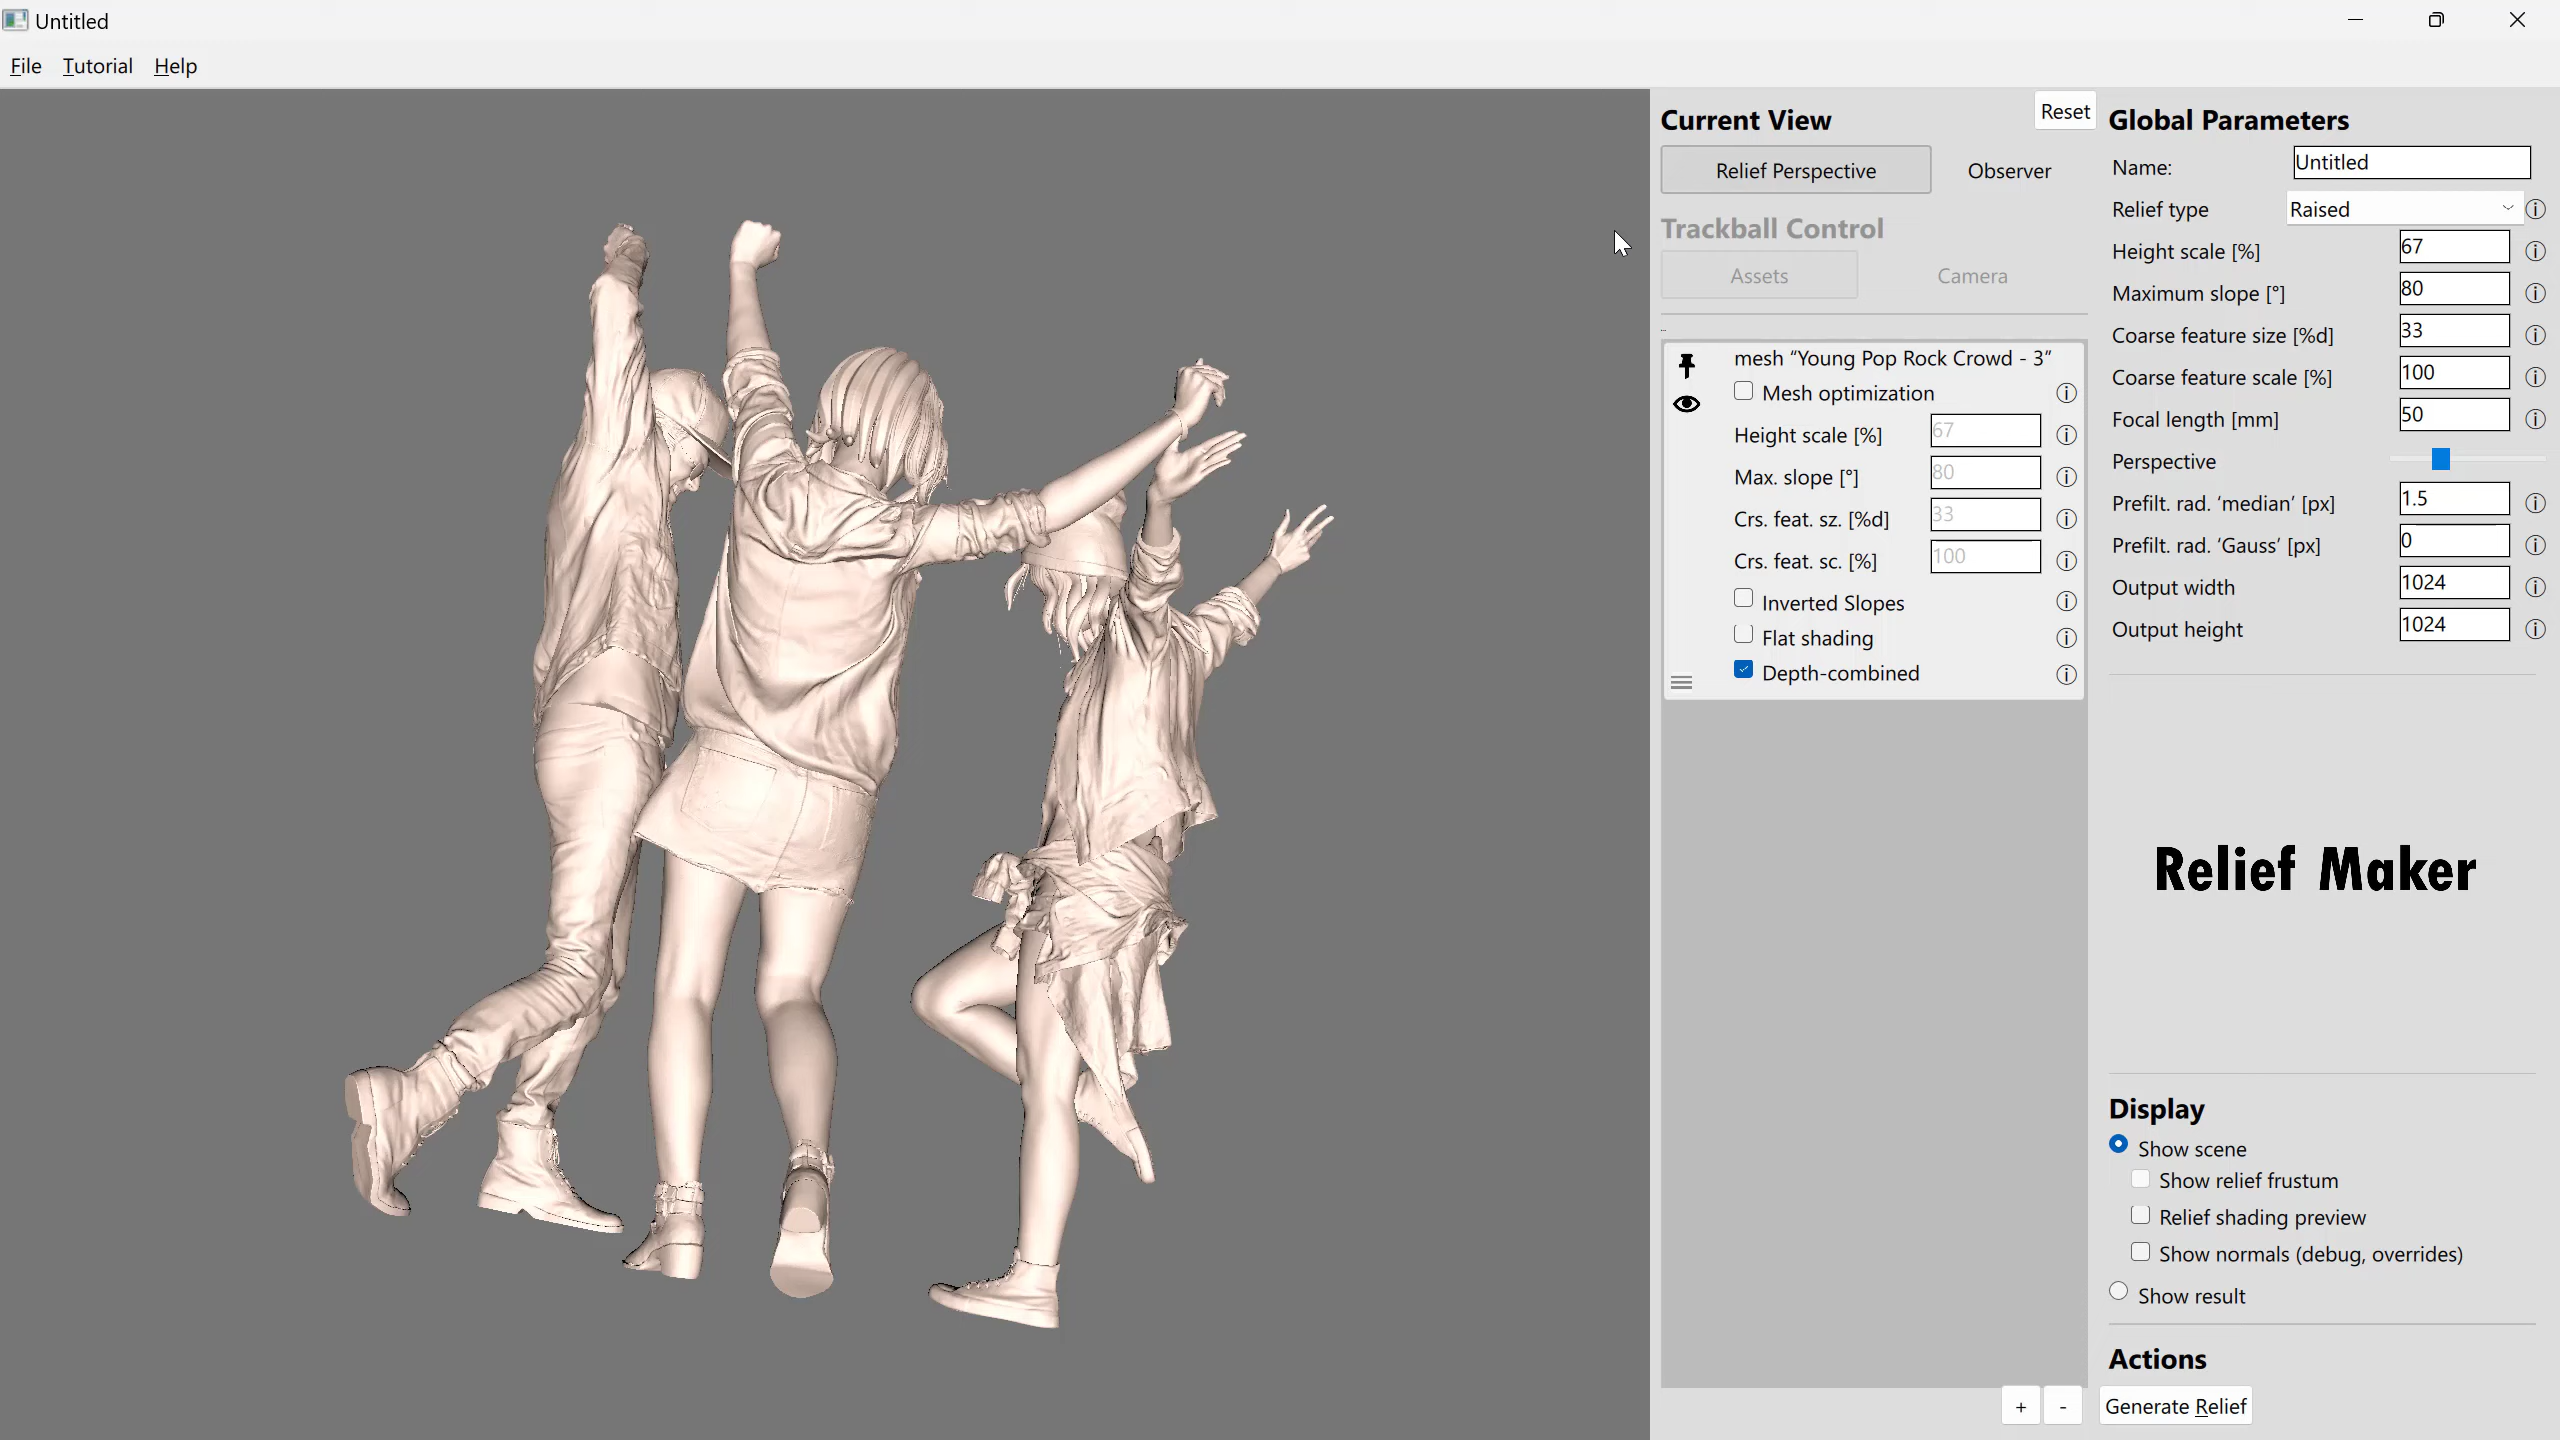 Untitled
File Tutorial Help
Current View
Reset
Relief Perspective
Observer
Trackball Control
Assets
Camera
mesh “Young Pop Rock Crowd - 3”
Mesh optimization
Height scale [%] 67
Max. slope [°] 80
Crs. feat. sz. [%d] 33
Crs. feat. sc. [%] 100
Inverted Slopes
Flat shading
Depth-combined
+ -
Global Parameters
Name: Untitled
Relief type Raised
Height scale [%] 67
Maximum slope [°] 80
Coarse feature size [%d] 33
Coarse feature scale [%] 100
Focal length [mm] 50
Perspective
Prefilt. rad. ‘median’ [px] 1.5
Prefilt. rad. ‘Gauss’ [px] 0
Output width 1024
Output height 1024
Relief Maker
Display
Show scene
Show relief frustum
Relief shading preview
Show normals (debug, overrides)
Show result
Actions
Generate Relief